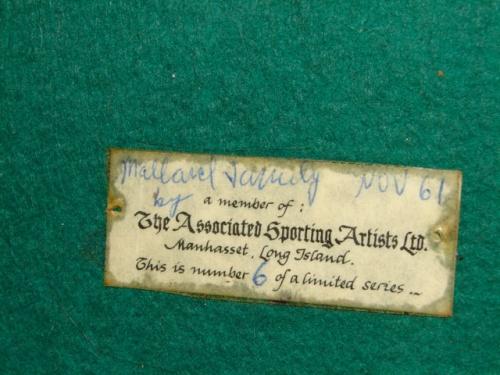 Mallard Family NOV 61
by a member of :
The Associated Sporting Artists Ltd.
Manhasset, Long Island.
This is number 6 of a limited series ...